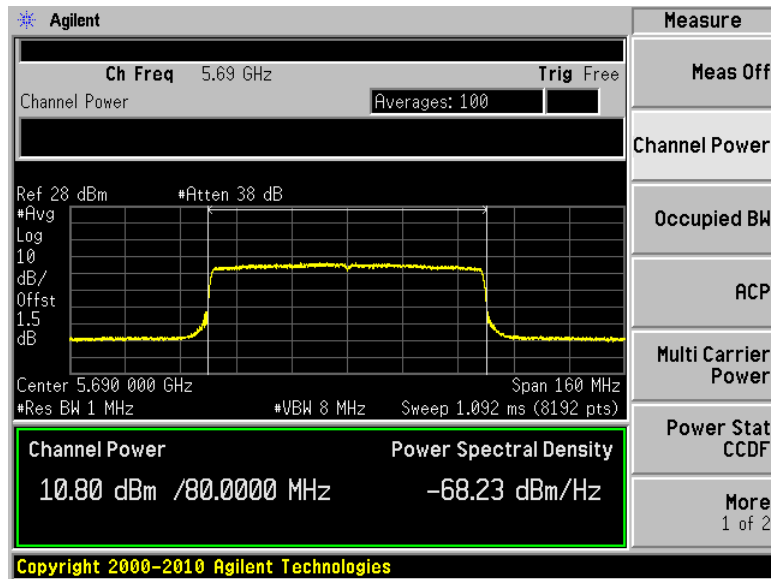 Agilent
Measure
Ch Freq 5.69 GHz Trig Free
Channel Power Averages: 100
Ref 28 dBm #Atten 38 dB
#Avg
Log
10
dB/
Offst
1.5
dB
Center 5.690 000 GHz Span 160 MHz
#Res BW 1 MHz #VBW 8 MHz Sweep 1.092 ms (8192 pts)
Channel Power Power Spectral Density
10.80 dBm /80.0000 MHz -68.23 dBm/Hz
Copyright 2000-2010 Agilent Technologies
Meas Off
Channel Power
Occupied BW
ACP
Multi Carrier
Power
Power Stat
CCDF
More
1 of 2